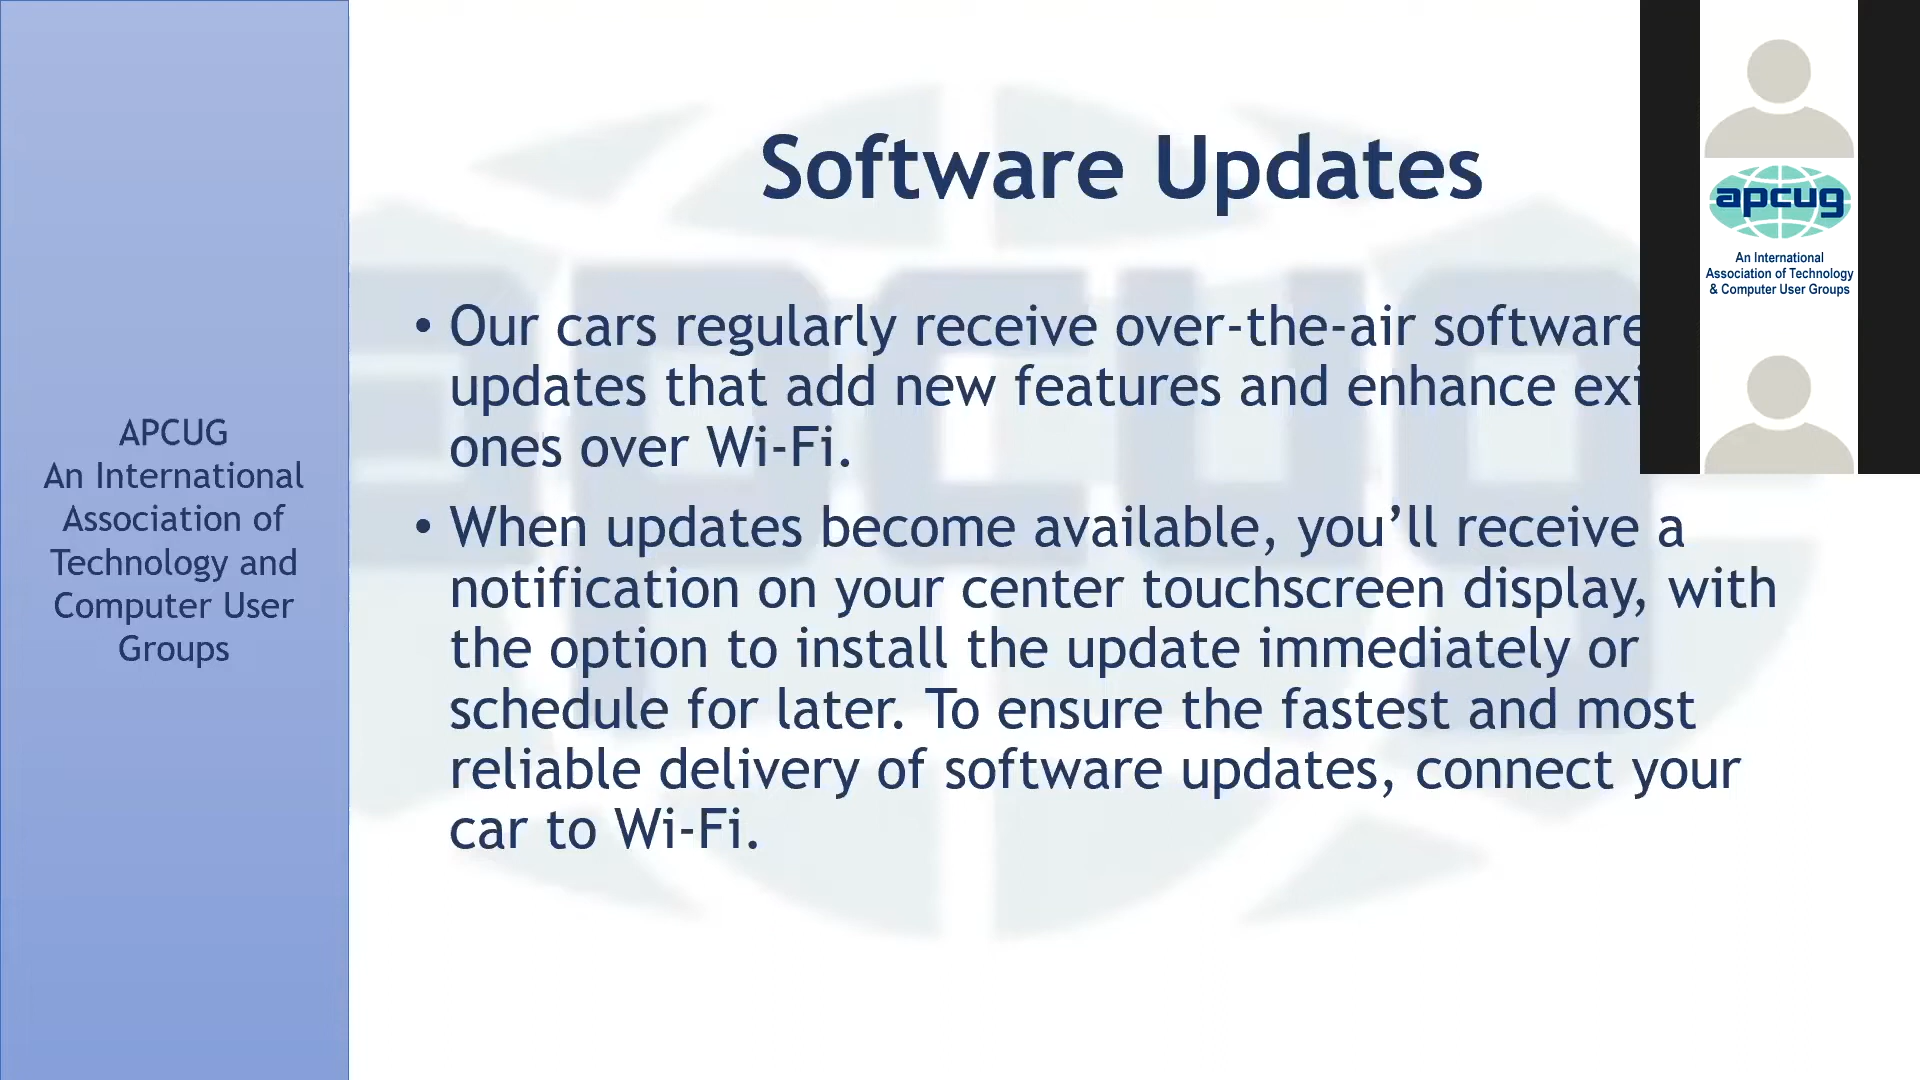 APCUG
An International
Association of
Technology and
Computer User
Groups
Software Updates
• Our cars regularly receive over-the-air software
updates that add new features and enhance
ones over Wi-Fi.
• When updates become available, you’ll receive a
notification on your center touchscreen display, with
the option to install the update immediately or
schedule for later. To ensure the fastest and most
reliable delivery of software updates, connect your
car to Wi-Fi.
apcug
An International
Association of Technology
& Computer User Groups
apcug